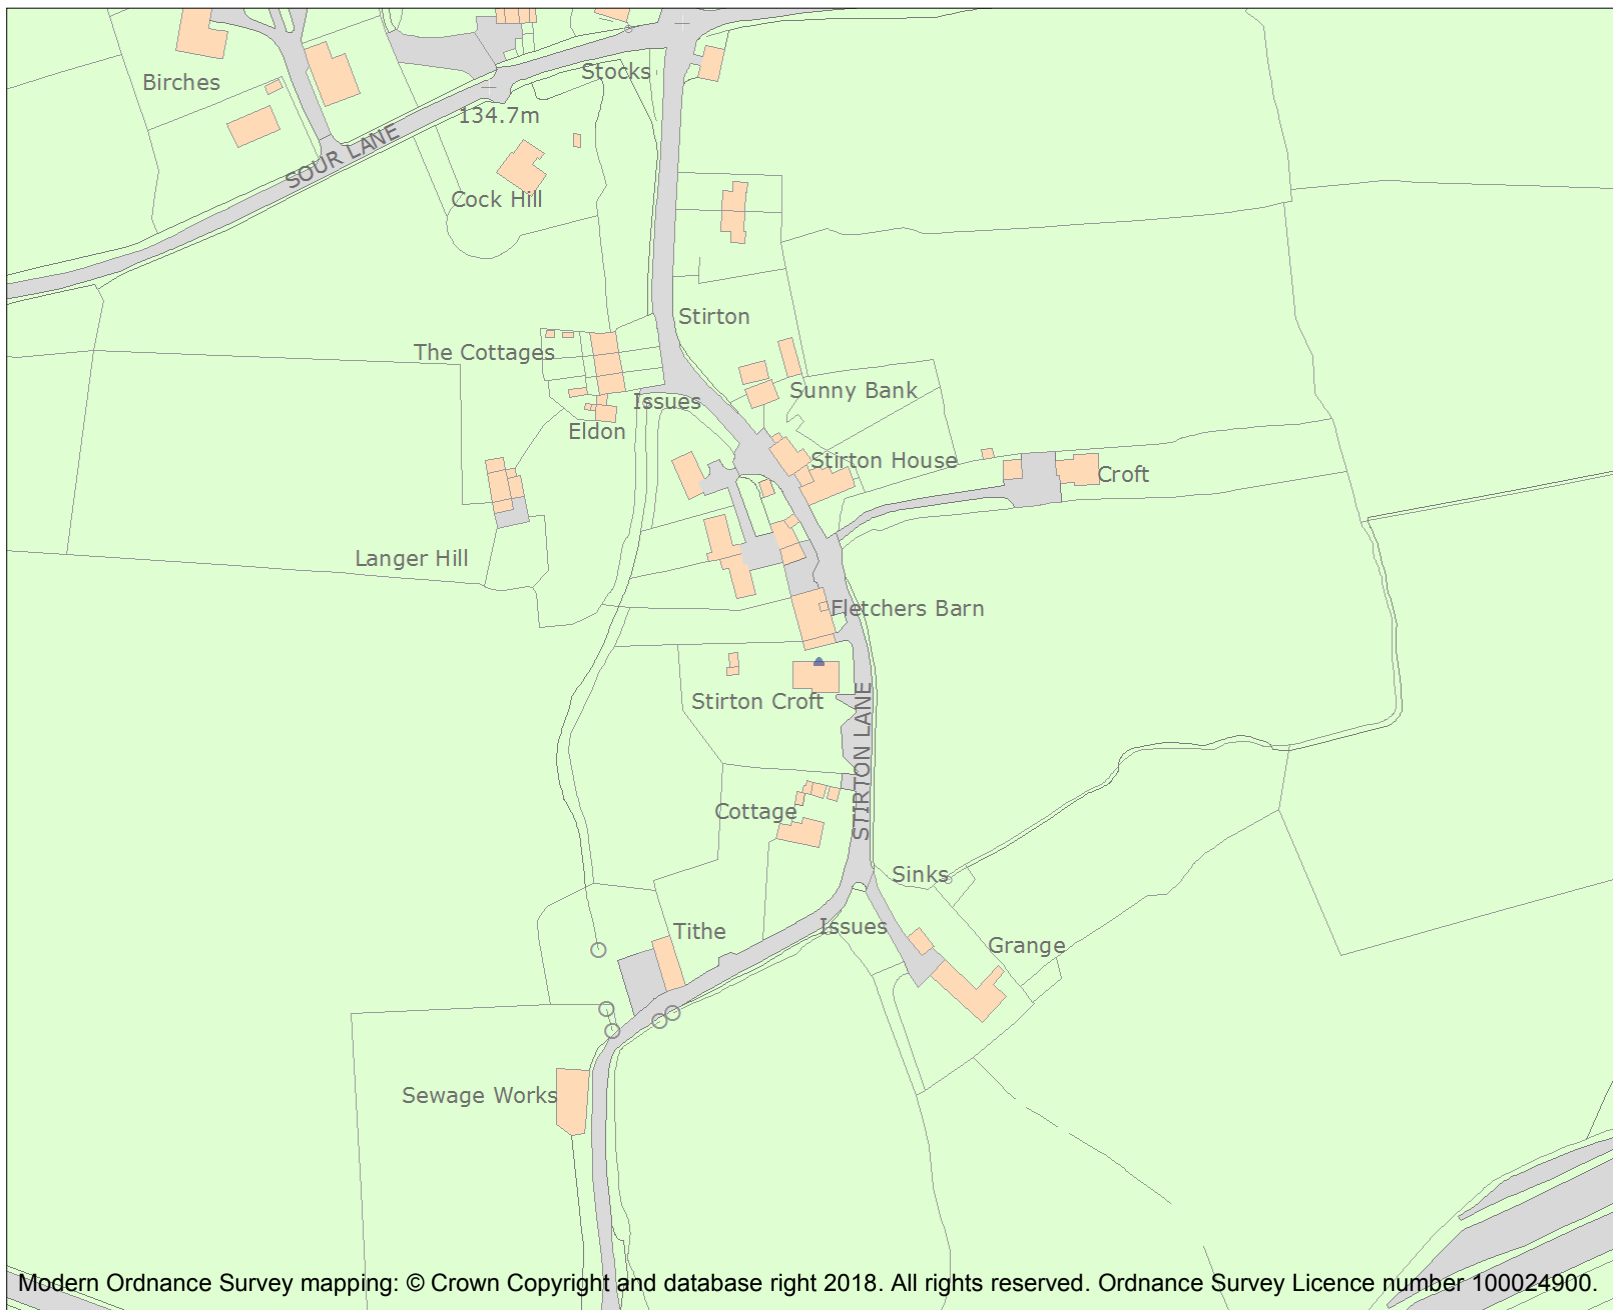 Stocks
Birches
134.7m
SOUR LANE
Cock Hill
Stirton
The Cottages
Sunny Bank
Issues
Eldon
Stirton House
Croft
Langer Hill
Fletchers Barn
Stirton Croft
STIRTON LANE
Cottage
Sinks
Issues
Tithe
Grange
Sewage Works
Modern Ordnance Survey mapping: © Crown Copyright and database right 2018. All rights reserved. Ordnance Survey Licence number 100024900.